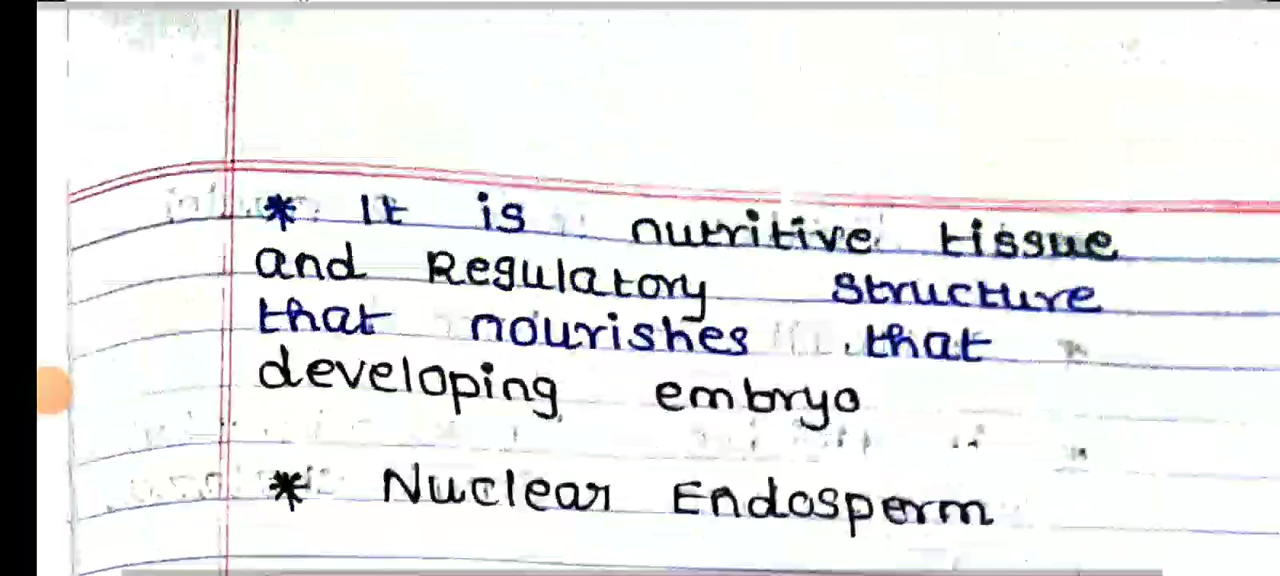 * It is nutritive tissue
and Regulatory structure
that nourishes that
developing embryo
* Nuclear Endosperm